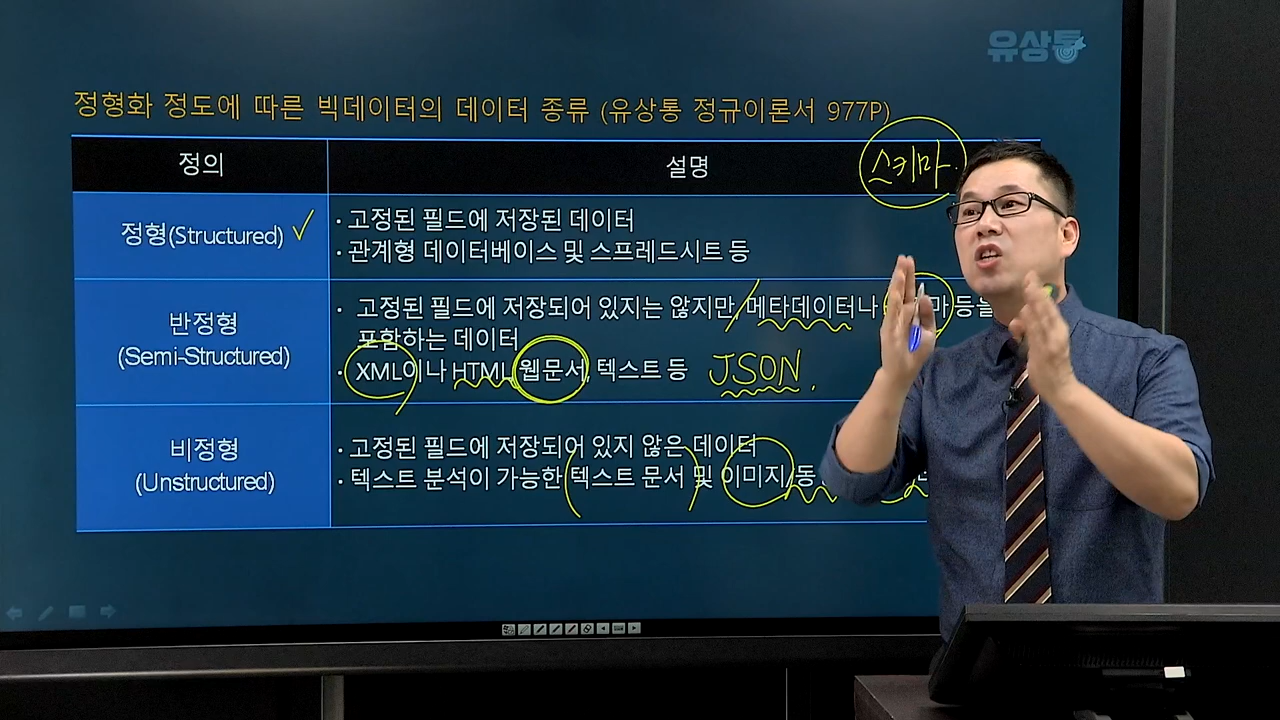 유상통
정형화 정도에 따른 빅데이터의 데이터 종류 (유상통 정규이론서 977P)
정의
설명
스키마.
정형(Structured)
· 고정된 필드에 저장된 데이터
· 관계형 데이터베이스 및 스프레드시트 등
반정형
(Semi-Structured)
· 고정된 필드에 저장되어 있지는 않지만, 메타데이터나 마 등을
포함하는 데이터
· XML이나 HTML 웹문서, 텍스트 등
JSON.
비정형
(Unstructured)
· 고정된 필드에 저장되어 있지 않은 데이터
· 텍스트 분석이 가능한 텍스트 문서 및 이미지/동